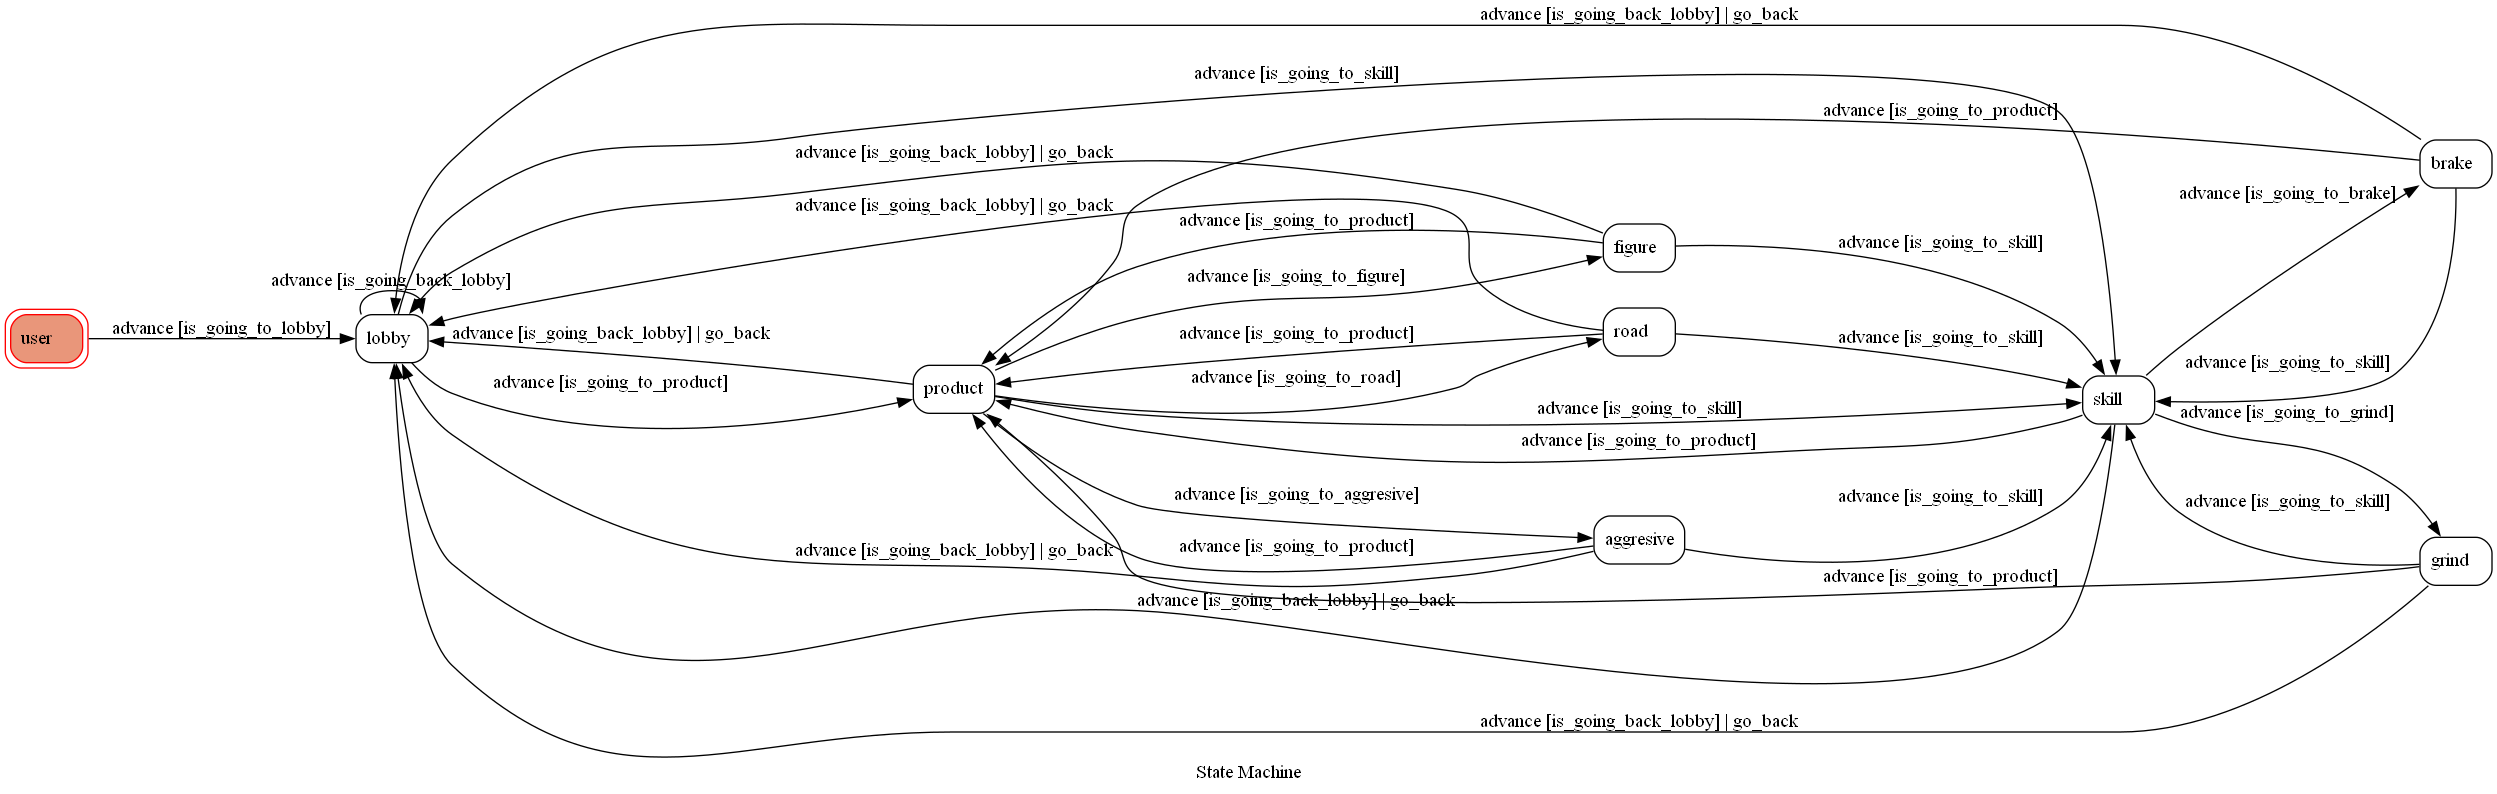 advance [is_going_back_lobby] | go_back
advance [is_going_to_skill]
advance [is_going_to_product]
advance [is_going_back_lobby] | go_back
brake
advance [is_going_to_brake]
advance [is_going_back_lobby] | go_back
advance [is_going_to_product]
figure
advance [is_going_to_skill]
advance [is_going_to_figure]
advance [is_going_back_lobby]
user
advance [is_going_to_lobby]
lobby
advance [is_going_back_lobby] | go_back
advance [is_going_to_product]
road
advance [is_going_to_skill]
advance [is_going_to_skill]
advance [is_going_to_product]
product
advance [is_going_to_road]
skill
advance [is_going_to_skill]
advance [is_going_to_grind]
advance [is_going_to_product]
advance [is_going_to_aggresive]
advance [is_going_to_skill]
advance [is_going_to_skill]
aggresive
advance [is_going_back_lobby] | go_back
advance [is_going_to_product]
grind
advance [is_going_to_product]
advance [is_going_back_lobby] | go_back
advance [is_going_back_lobby] | go_back
State Machine